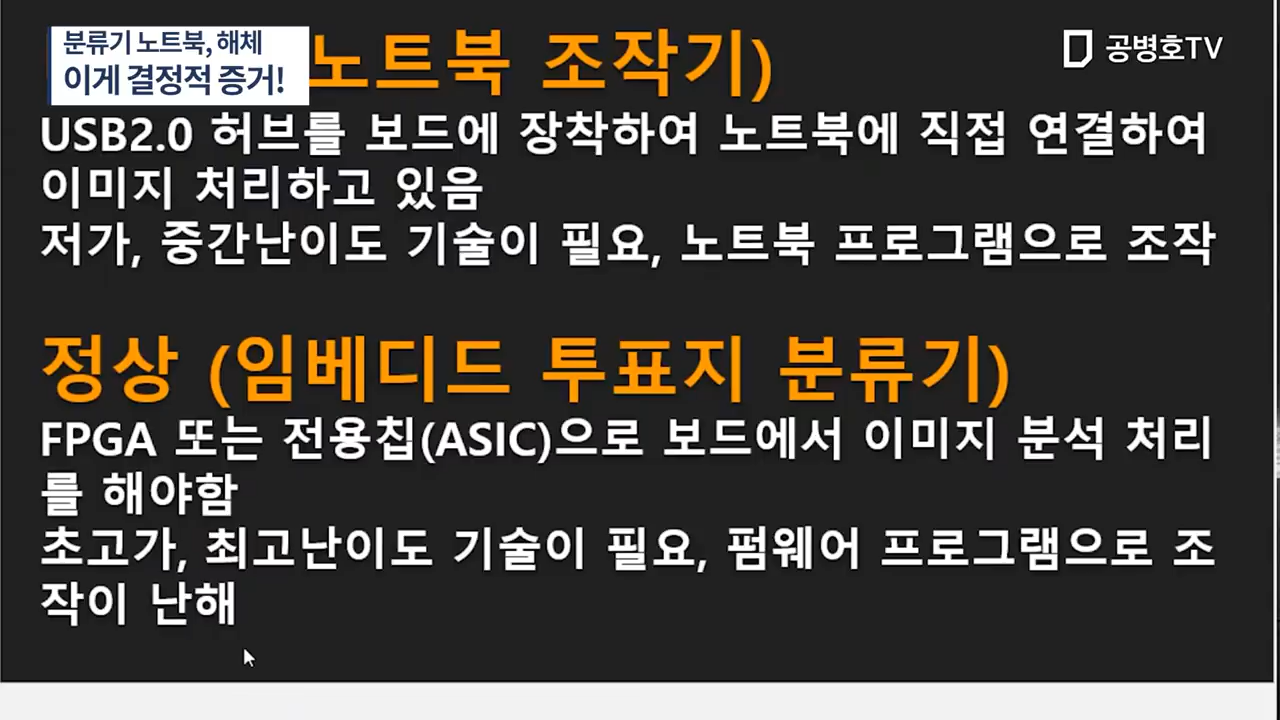 분류기 노트북, 해체
이게 결정적 증거!
공병호TV
노트북 조작기)
USB2.0 허브를 보드에 장착하여 노트북에 직접 연결하여
이미지 처리하고 있음
저가, 중간난이도 기술이 필요, 노트북 프로그램으로 조작
정상 (임베디드 투표지 분류기)
FPGA 또는 전용칩(ASIC)으로 보드에서 이미지 분석 처리
를 해야함
초고가, 최고난이도 기술이 필요, 펌웨어 프로그램으로 조
작이 난해